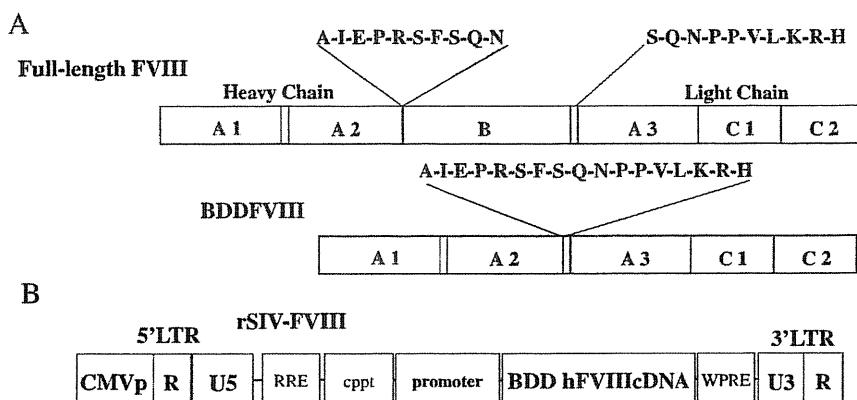 A
A-I-E-P-R-S-F-S-Q-N
S-Q-N-P-P-V-L-K-R-H
Full-length FVIII
Heavy Chain
Light Chain
A 1 A 2 B A 3 C 1 C 2
A-I-E-P-R-S-F-S-Q-N-P-P-V-L-K-R-H
BDDFVIII
A 1 A 2 A 3 C 1 C 2
B
rSIV-FVIII
5'LTR
3'LTR
CMVp R U5 RRE cppt promoter BDD hFVIIIcDNA WPRE U3 R